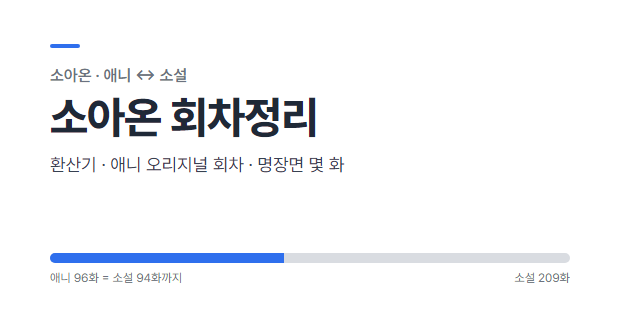 소아온 · 애니 ↔ 소설
소아온 회차정리
환산기 · 애니 오리지널 회차 · 명장면 몇 화
애니 96화 = 소설 94화까지
소설 209화